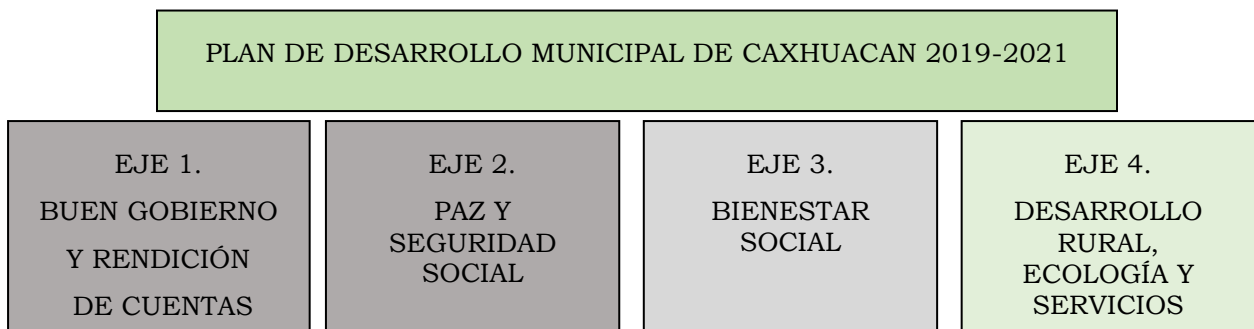 PLAN DE DESARROLLO MUNICIPAL DE CAXHUACAN 2019-2021
EJE 1.
BUEN GOBIERNO
Y RENDICIÓN
DE CUENTAS
EJE 2.
PAZ Y
SEGURIDAD
SOCIAL
EJE 3.
BIENESTAR
SOCIAL
EJE 4.
DESARROLLO
RURAL,
ECOLOGÍA Y
SERVICIOS